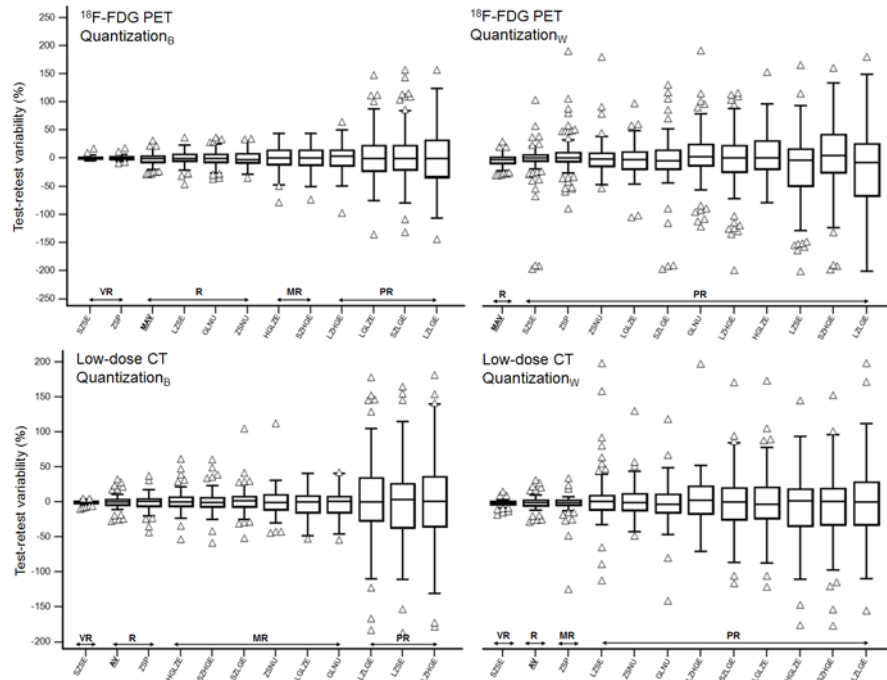 ¹⁸F-FDG PET
Quantization_B
¹⁸F-FDG PET
Quantization_W
Test-retest variability (%)
250
200
150
100
50
0
-50
-100
-150
-200
-250
VR R MR PR
R PR
SZSE ZSP MAV LZSE GLNU ZSNU HGLZE SZHGE LZHGE LGLZE SZLGE LZLGE
MAV SZSE ZSP ZSNU LGLZE SZLGE GLNU LZHGE HGLZE LZSE SZHGE LZLGE
Low-dose CT
Quantization_B
Low-dose CT
Quantization_W
Test-retest variability (%)
200
150
100
50
0
-50
-100
-150
-200
VR R MR PR
VR R MR PR
SZSE AV ZSP HGLZE SZHGE SZLGE ZSNU LGLZE GLNU LZLGE LZSE LZHGE
SZSE AV ZSP LZSE ZSNU GLNU LZHGE SZLGE LGLZE HGLZE SZHGE LZLGE